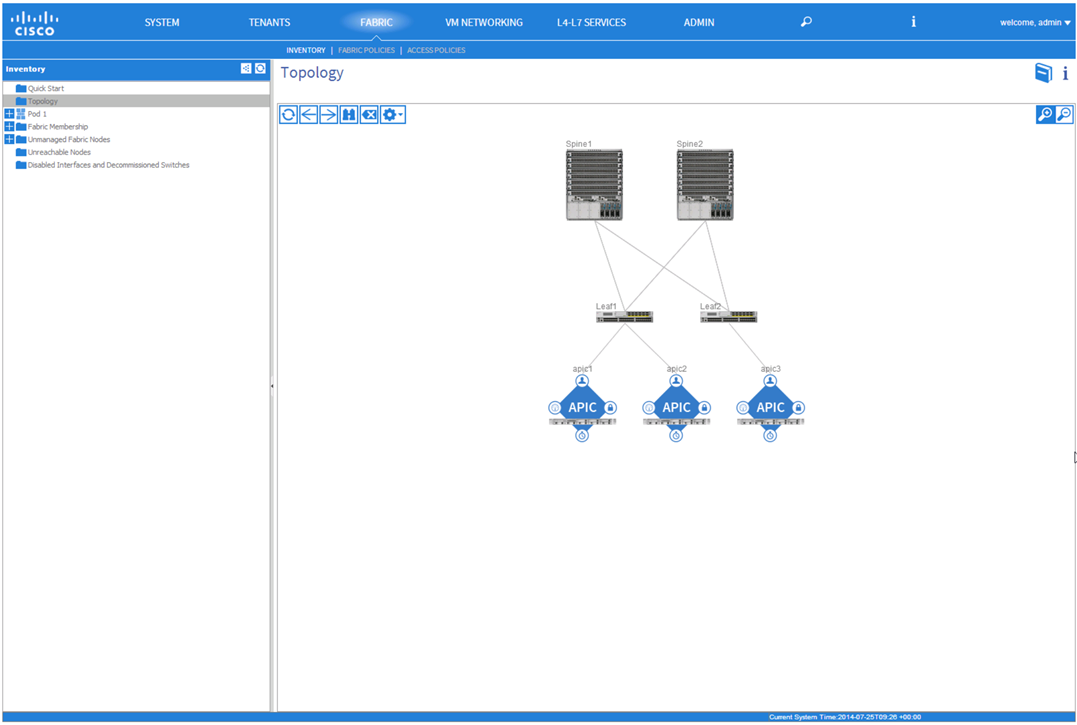 CISCO
SYSTEM TENANTS FABRIC VM NETWORKING L4-L7 SERVICES ADMIN i welcome, admin
INVENTORY | FABRIC POLICIES | ACCESS POLICIES
Inventory
Quick Start
Topology
Pod 1
Fabric Membership
Unmanaged Fabric Nodes
Unreachable Nodes
Disabled Interfaces and Decommissioned Switches
Topology
i
Spine1 Spine2
Leaf1 Leaf2
apic1 apic2 apic3
APIC APIC APIC
Current System Time:2014-07-25T09:26 +00:00